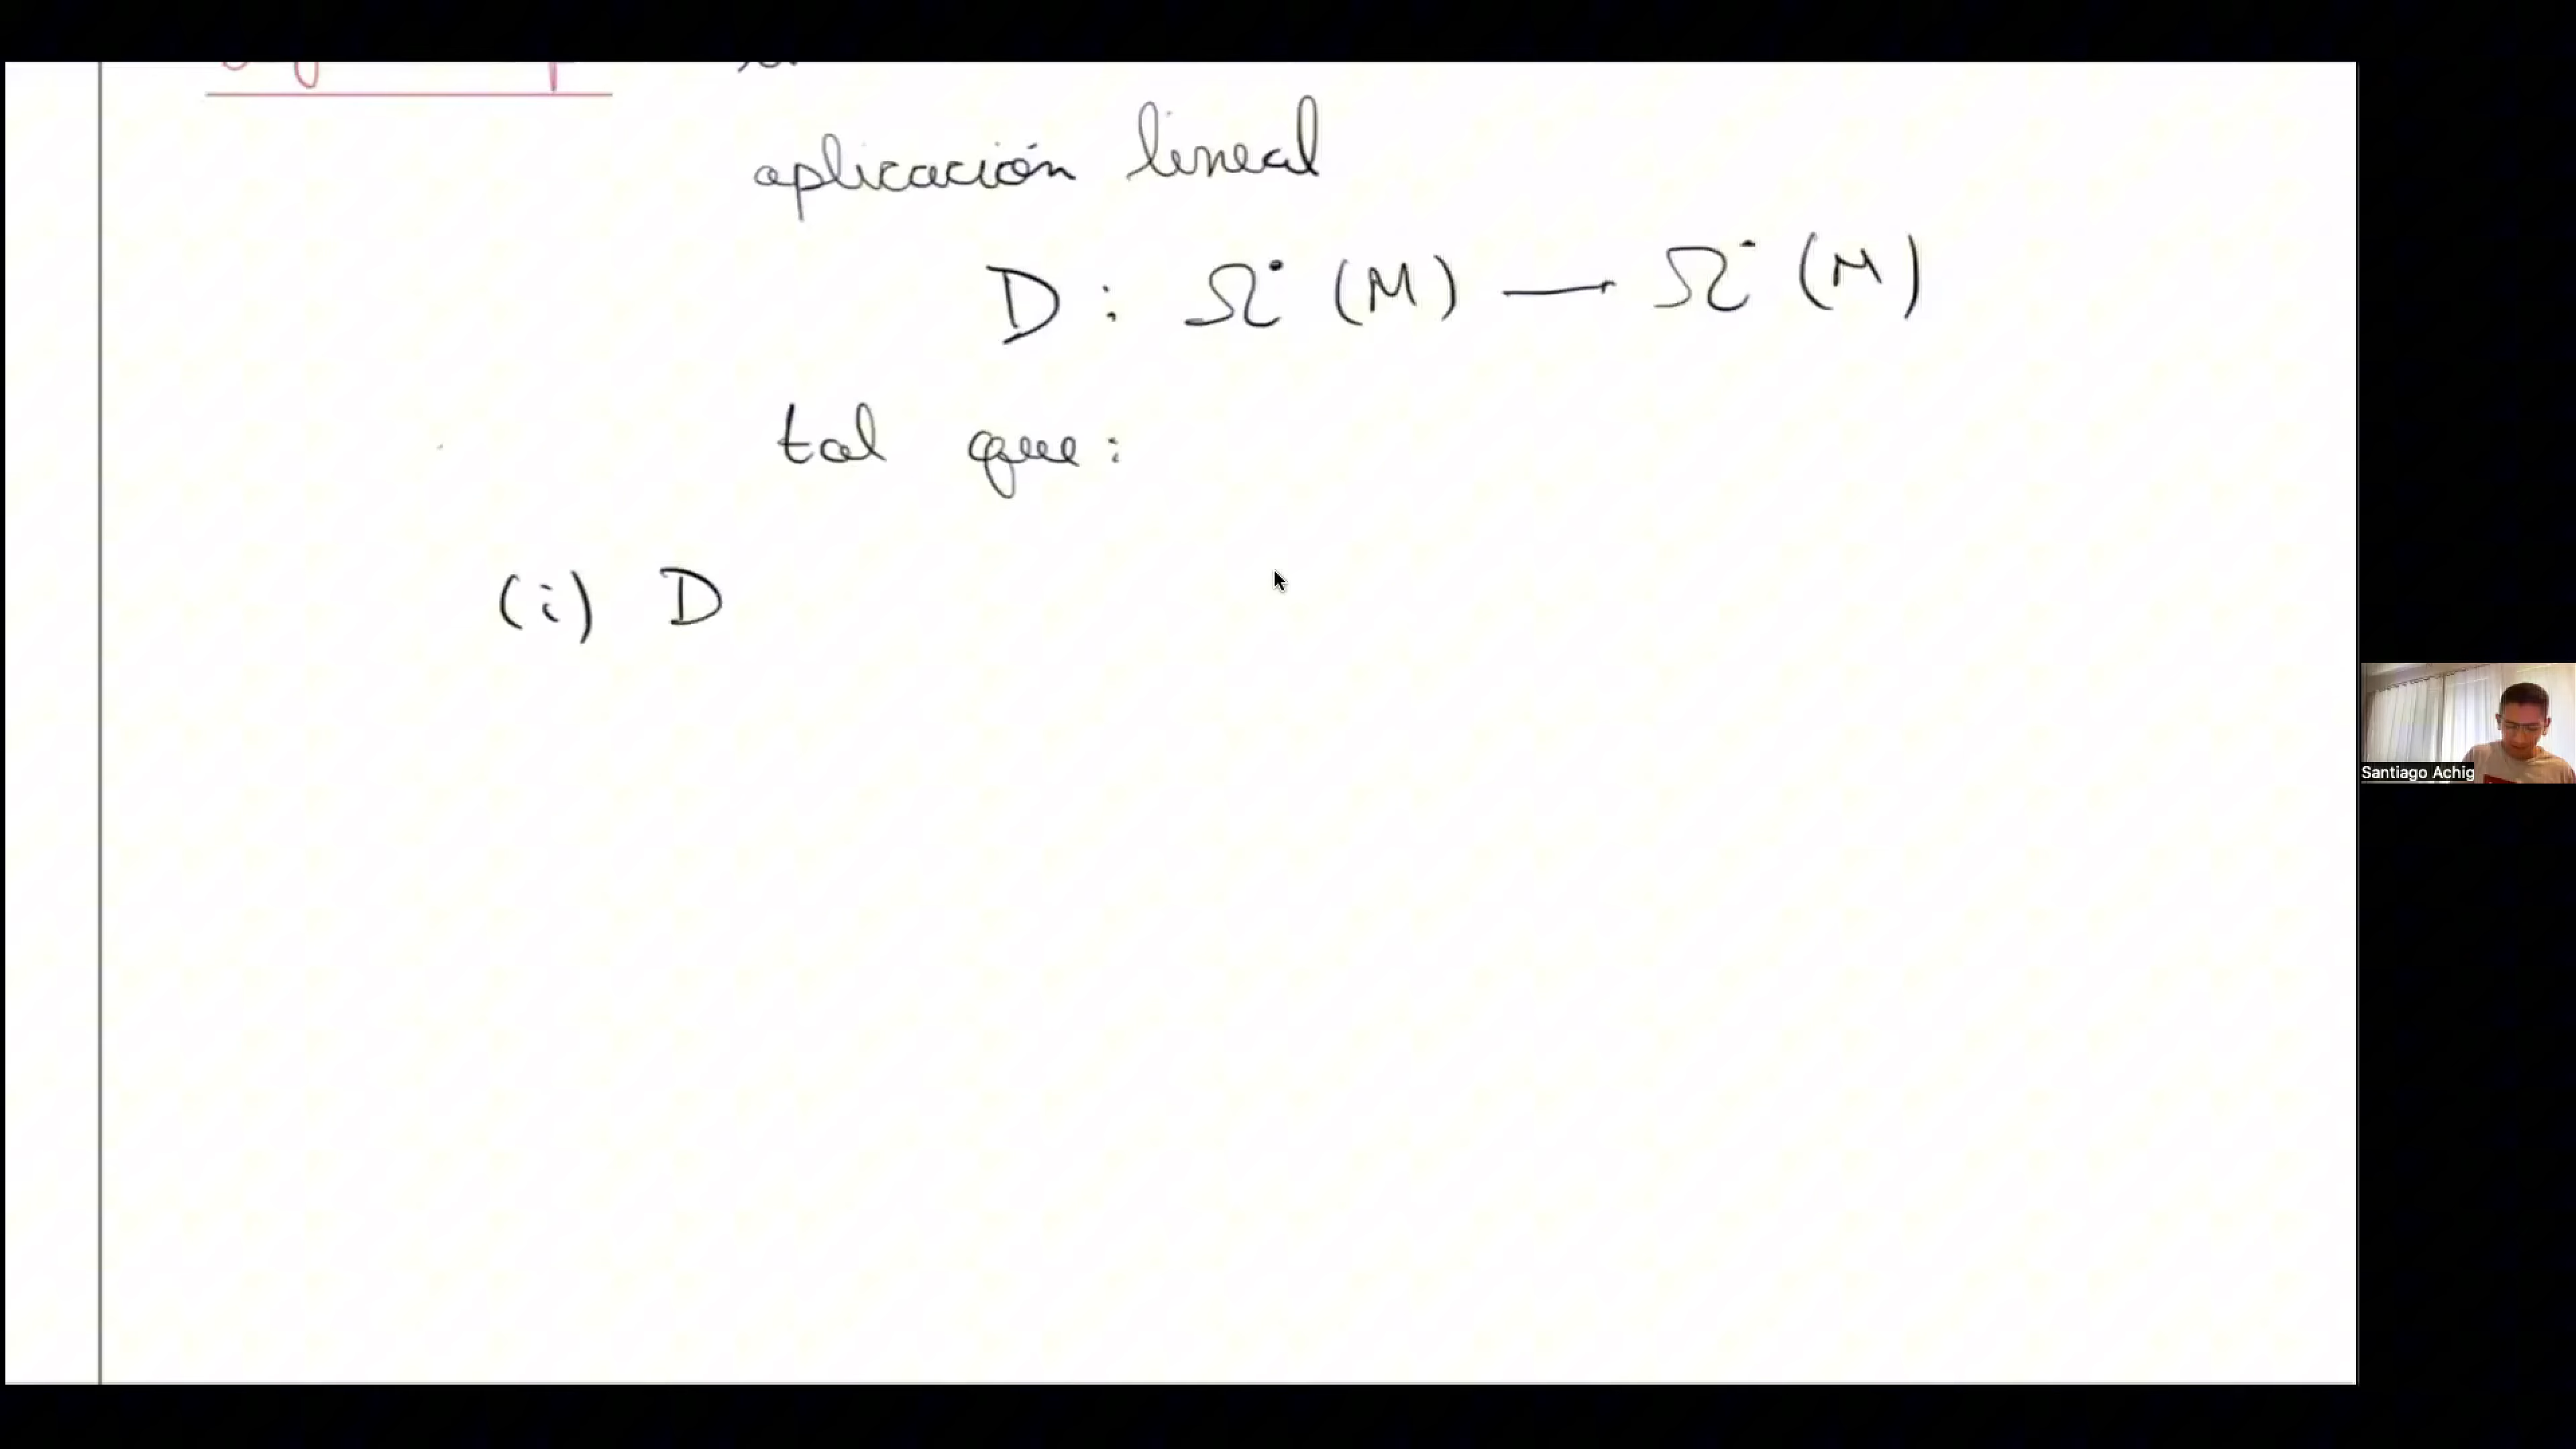 aplicación lineal
D : Ω˙ (M) — Ω˙ (M)
tal que:
(i) D
Santiago Achig